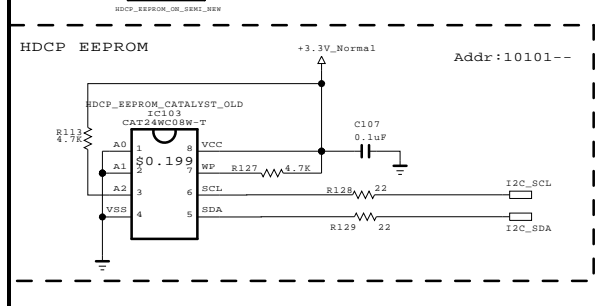 HDCP_EEPROM_ON_SEMI_NEW
HDCP EEPROM
+3.3V_Normal
Addr:10101--
HDCP_EEPROM_CATALYST_OLD
IC103
CAT24WC08W-T
C107
0.1uF
R113
4.7K
A0 1
8 VCC
$0.199
A1 2
7 WP
R127 4.7K
A2 3
6 SCL
R128 22
I2C_SCL
VSS 4
5 SDA
R129 22
I2C_SDA